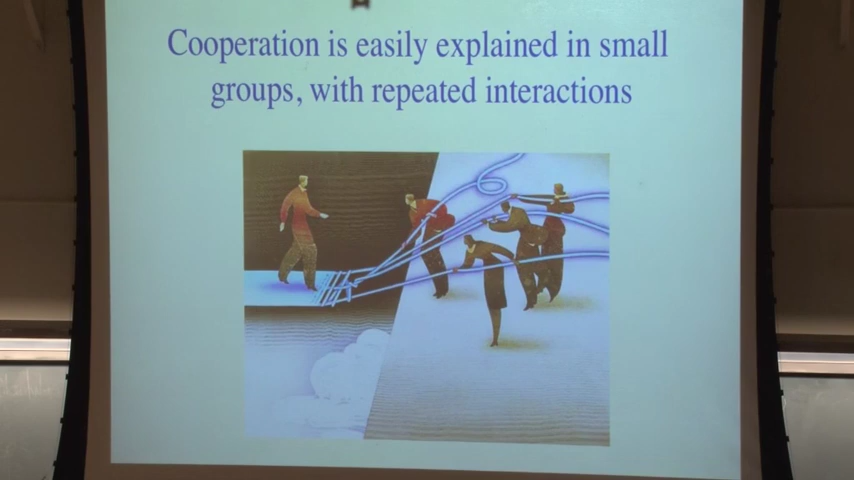 Cooperation is easily explained in small
groups, with repeated interactions